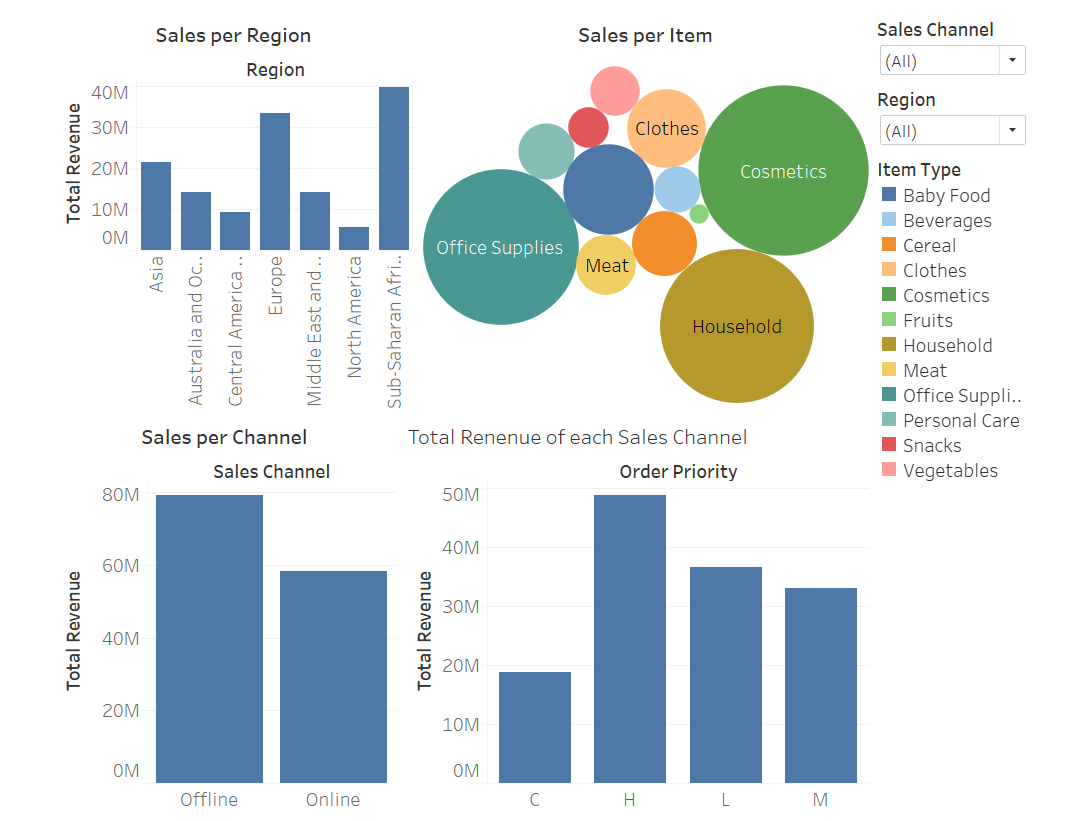 Sales per Region
Region
Total Revenue
40M
30M
20M
10M
0M
Asia
Australia and Oc..
Central America ..
Europe
Middle East and ..
North America
Sub-Saharan Afri..
Sales per Item
Clothes
Cosmetics
Office Supplies
Meat
Household
Sales Channel
(All)
Region
(All)
Item Type
Baby Food
Beverages
Cereal
Clothes
Cosmetics
Fruits
Household
Meat
Office Suppli..
Personal Care
Snacks
Vegetables
Sales per Channel
Sales Channel
Total Revenue
80M
60M
40M
20M
0M
Offline
Online
Total Renenue of each Sales Channel
Order Priority
Total Revenue
50M
40M
30M
20M
10M
0M
C
H
L
M